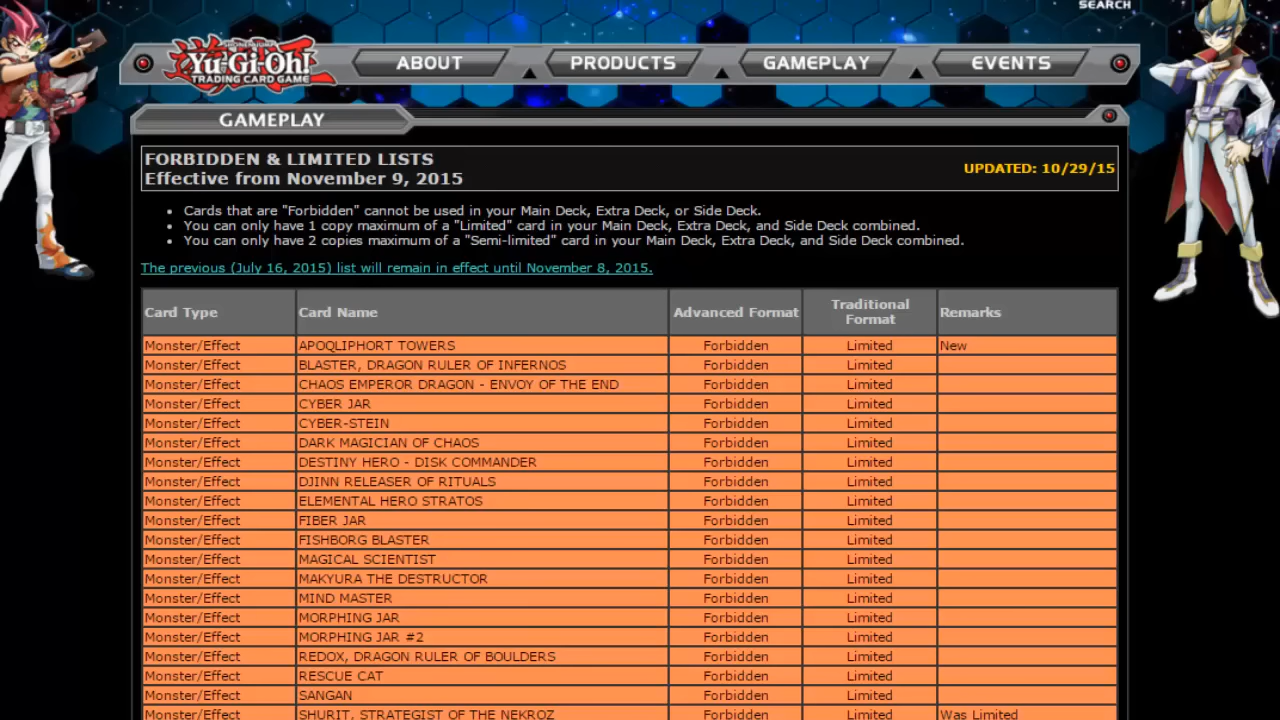 SEARCH
SHONEN JUMP
Yu-Gi-Oh!
TRADING CARD GAME
ABOUT PRODUCTS GAMEPLAY EVENTS
GAMEPLAY
FORBIDDEN & LIMITED LISTS
Effective from November 9, 2015
UPDATED: 10/29/15
• Cards that are "Forbidden" cannot be used in your Main Deck, Extra Deck, or Side Deck.
• You can only have 1 copy maximum of a "Limited" card in your Main Deck, Extra Deck, and Side Deck combined.
• You can only have 2 copies maximum of a "Semi-limited" card in your Main Deck, Extra Deck, and Side Deck combined.
The previous (July 16, 2015) list will remain in effect until November 8, 2015.
Card Type Card Name Advanced Format Traditional Format Remarks
Monster/Effect APOQLIPHORT TOWERS Forbidden Limited New
Monster/Effect BLASTER, DRAGON RULER OF INFERNOS Forbidden Limited
Monster/Effect CHAOS EMPEROR DRAGON - ENVOY OF THE END Forbidden Limited
Monster/Effect CYBER JAR Forbidden Limited
Monster/Effect CYBER-STEIN Forbidden Limited
Monster/Effect DARK MAGICIAN OF CHAOS Forbidden Limited
Monster/Effect DESTINY HERO - DISK COMMANDER Forbidden Limited
Monster/Effect DJINN RELEASER OF RITUALS Forbidden Limited
Monster/Effect ELEMENTAL HERO STRATOS Forbidden Limited
Monster/Effect FIBER JAR Forbidden Limited
Monster/Effect FISHBORG BLASTER Forbidden Limited
Monster/Effect MAGICAL SCIENTIST Forbidden Limited
Monster/Effect MAKYURA THE DESTRUCTOR Forbidden Limited
Monster/Effect MIND MASTER Forbidden Limited
Monster/Effect MORPHING JAR Forbidden Limited
Monster/Effect MORPHING JAR #2 Forbidden Limited
Monster/Effect REDOX, DRAGON RULER OF BOULDERS Forbidden Limited
Monster/Effect RESCUE CAT Forbidden Limited
Monster/Effect SANGAN Forbidden Limited
Monster/Effect SHURIT, STRATEGIST OF THE NEKROZ Forbidden Limited Was Limited